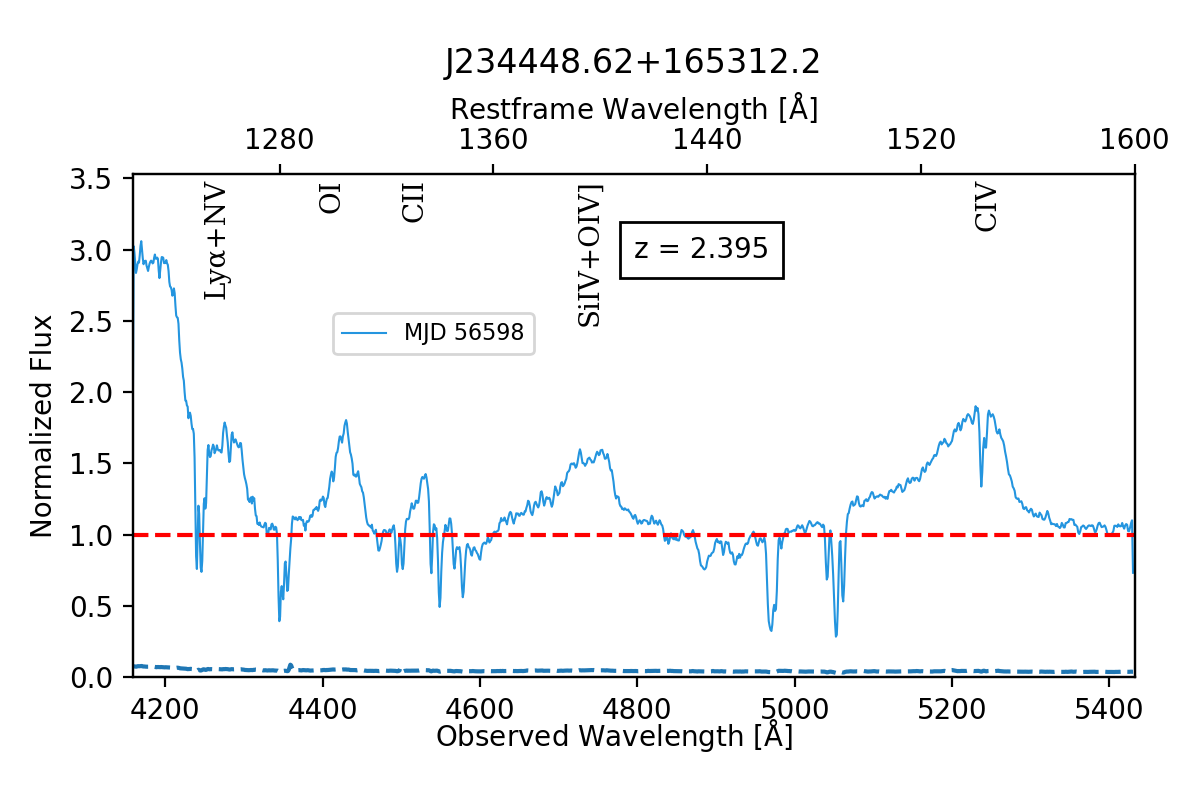 J234448.62+165312.2
Restframe Wavelength [Å]
1280 1360 1440 1520 1600
3.5
3.0
2.5
2.0
1.5
1.0
0.5
0.0
Normalized Flux
Lyα+NV
OI
CII
SiIV+OIV]
CIV
z = 2.395
MJD 56598
4200 4400 4600 4800 5000 5200 5400
Observed Wavelength [Å]